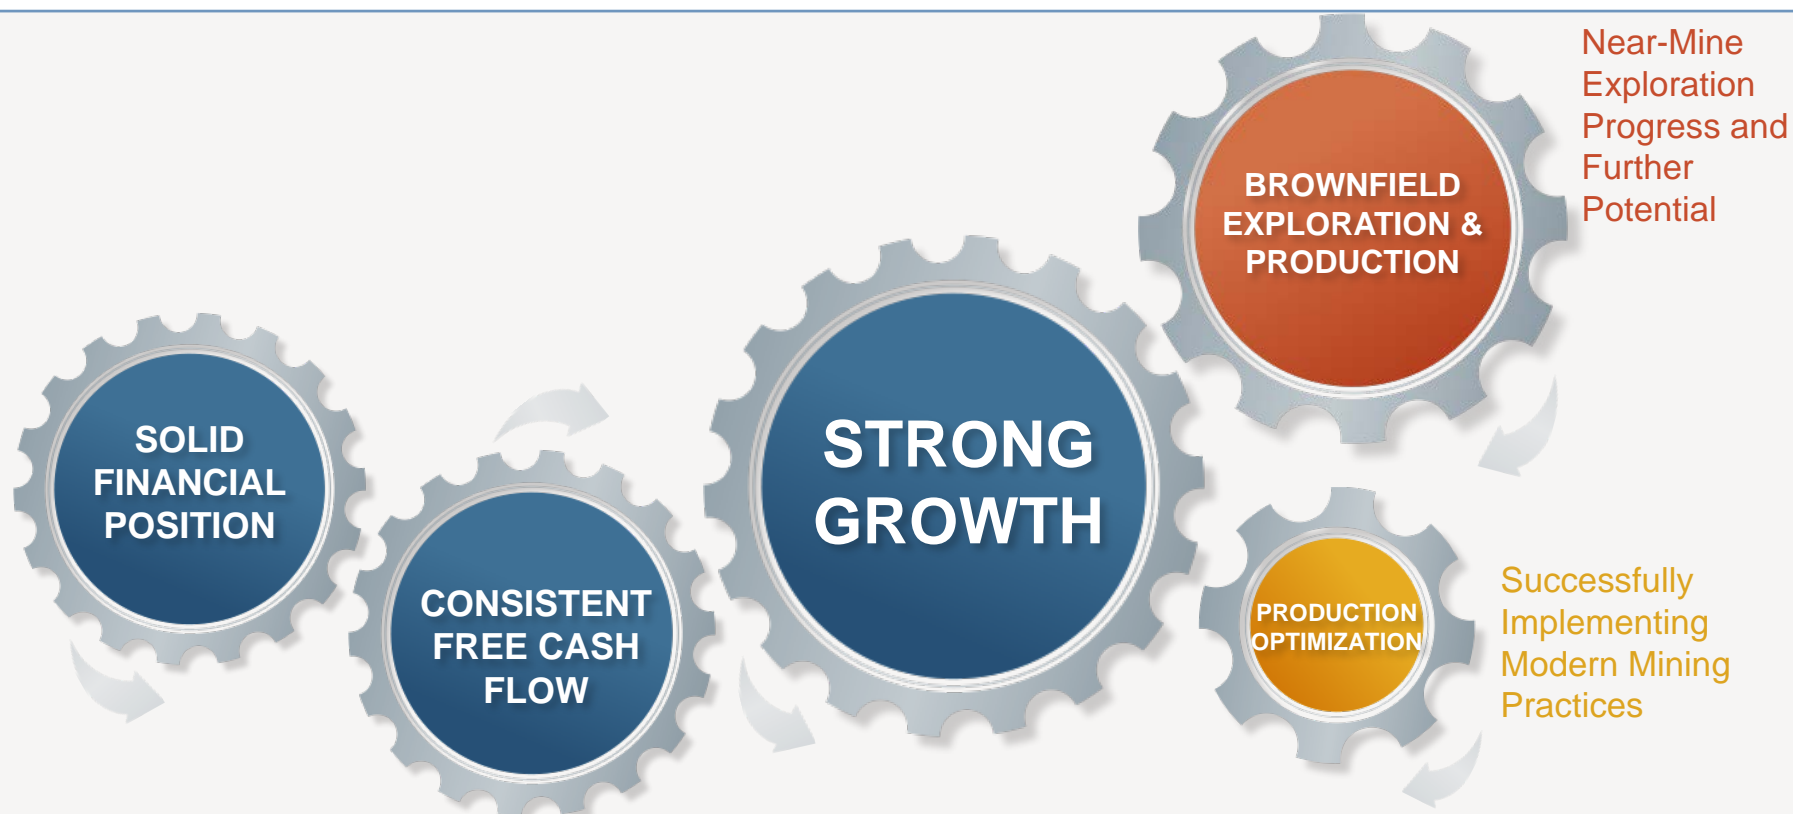 SOLID
FINANCIAL
POSITION
CONSISTENT
FREE CASH
FLOW
STRONG
GROWTH
BROWNFIELD
EXPLORATION &
PRODUCTION
Near-Mine
Exploration
Progress and
Further
Potential
PRODUCTION
OPTIMIZATION
Successfully
Implementing
Modern Mining
Practices